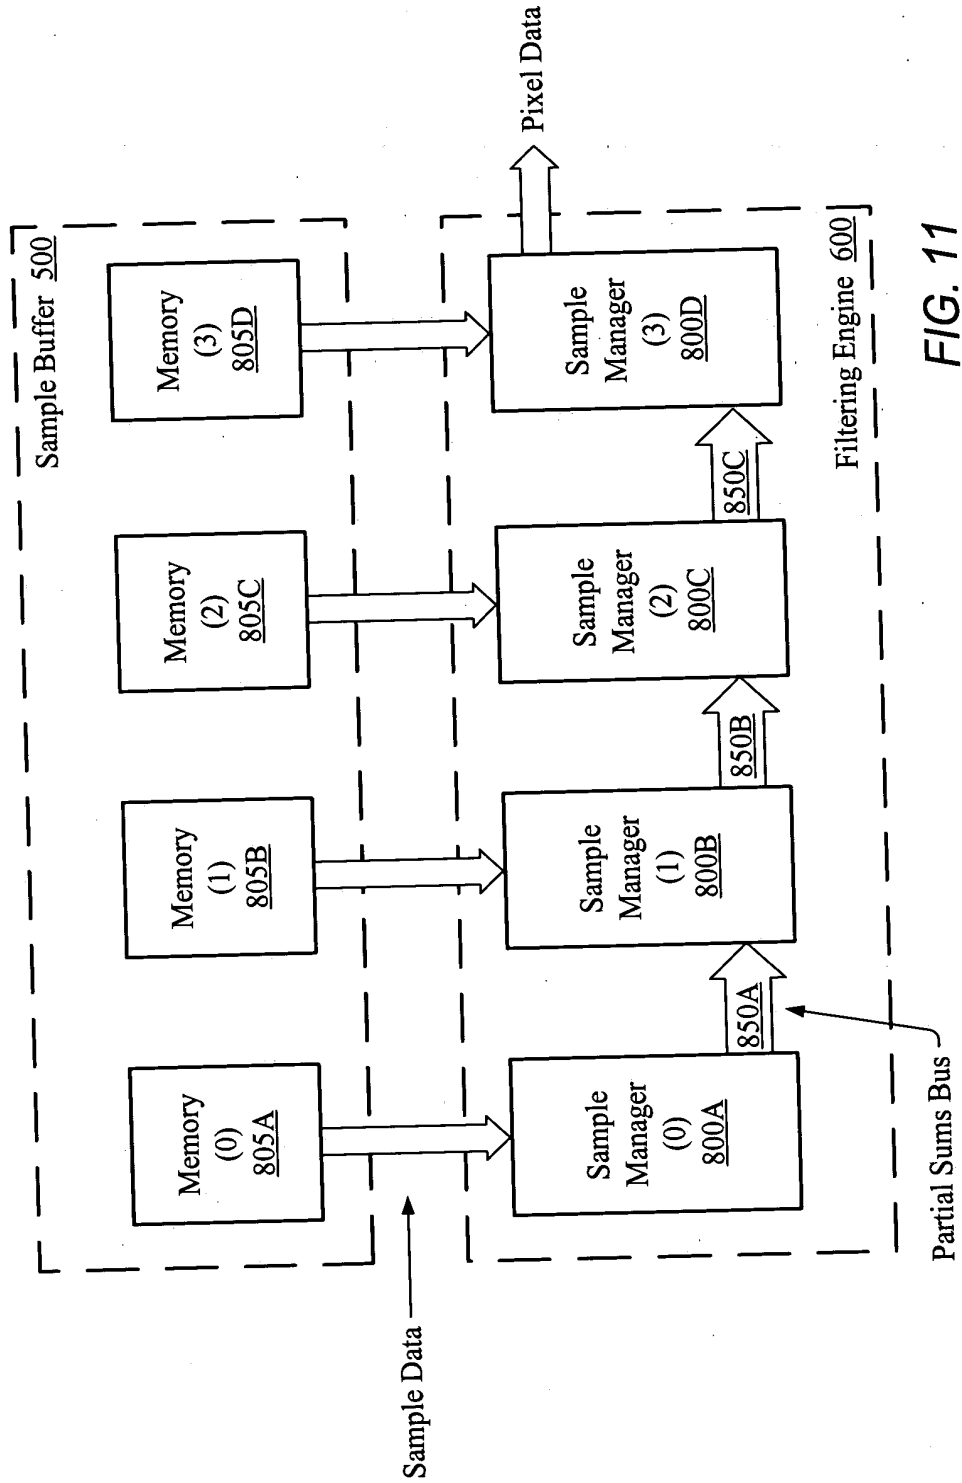 Sample Buffer 500
Memory
(0)
805A
Memory
(1)
805B
Memory
(2)
805C
Memory
(3)
805D
Sample Data
Sample
Manager
(0)
800A
850A
Sample
Manager
(1)
800B
850B
Sample
Manager
(2)
800C
850C
Sample
Manager
(3)
800D
Pixel Data
Partial Sums Bus
Filtering Engine 600
FIG. 11